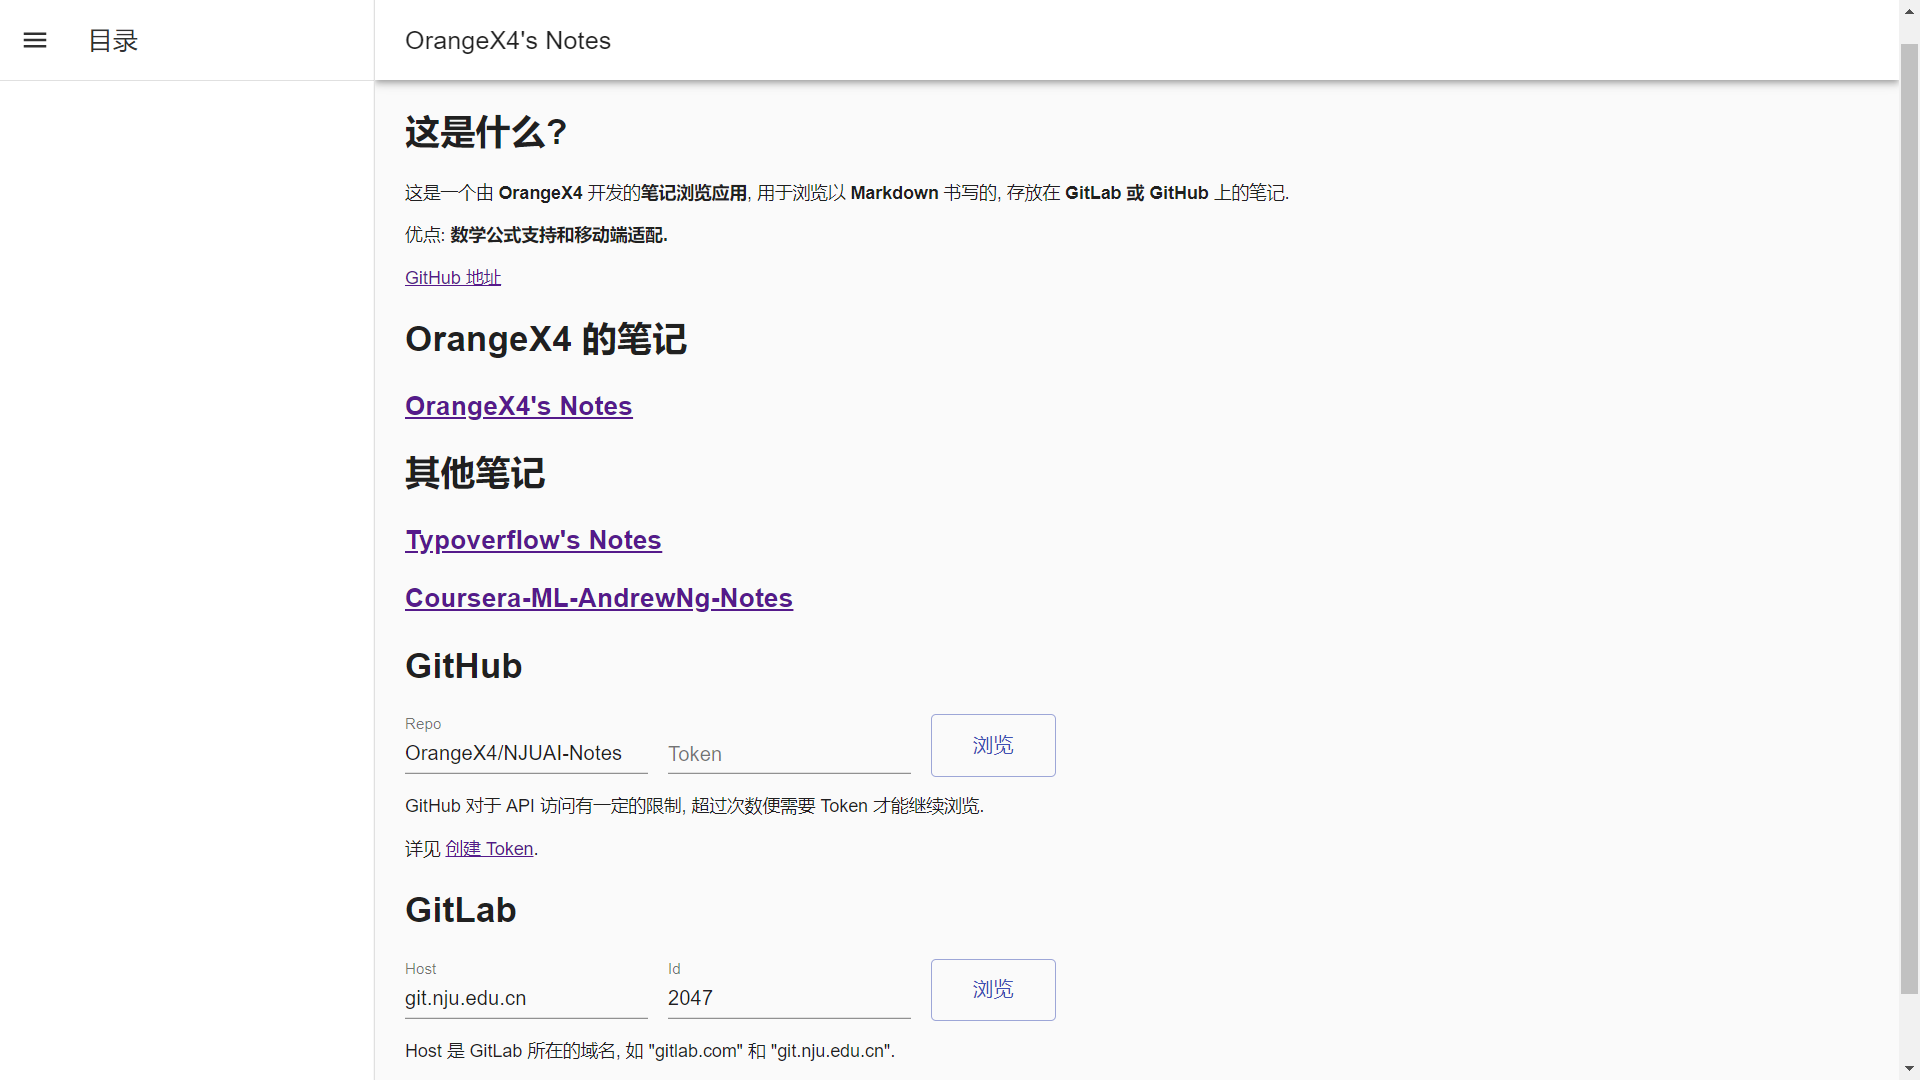 目录
OrangeX4's Notes
这是什么?
这是一个由 OrangeX4 开发的笔记浏览应用, 用于浏览以 Markdown 书写的, 存放在 GitLab 或 GitHub 上的笔记.
优点: 数学公式支持和移动端适配.
GitHub 地址
OrangeX4 的笔记
OrangeX4's Notes
其他笔记
Typoverflow's Notes
Coursera-ML-AndrewNg-Notes
GitHub
Repo
OrangeX4/NJUAI-Notes
Token
浏览
GitHub 对于 API 访问有一定的限制, 超过次数便需要 Token 才能继续浏览.
详见 创建 Token.
GitLab
Host
Id
git.nju.edu.cn
2047
浏览
Host 是 GitLab 所在的域名, 如 "gitlab.com" 和 "git.nju.edu.cn".